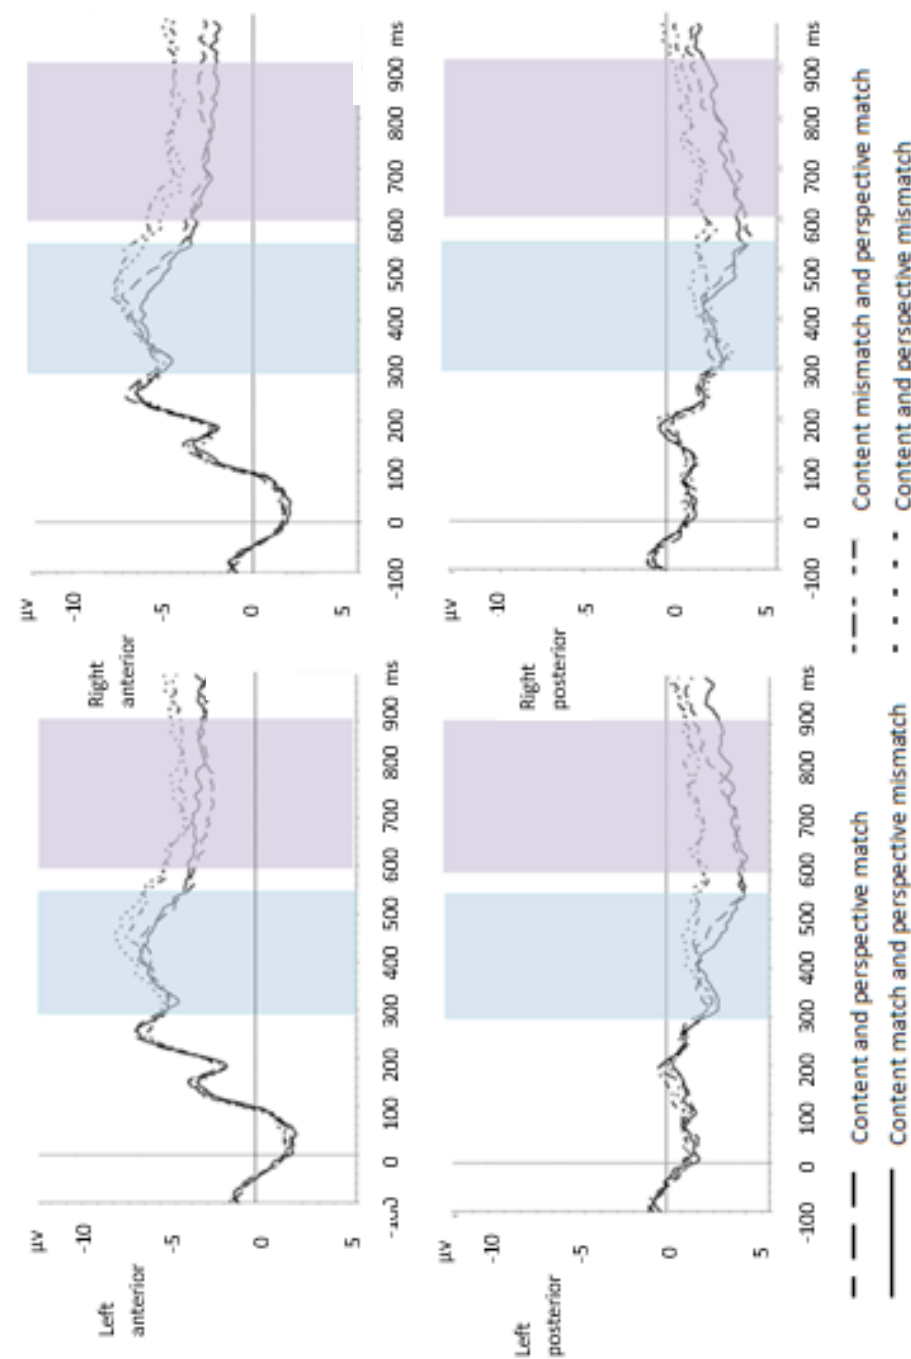 Left
anterior
μv
-10
-5
0
5
-100 0 100 200 300 400 500 600 700 800 900 ms
Right
anterior
μv
-10
-5
0
5
-100 0 100 200 300 400 500 600 700 800 900 ms
Left
posterior
μv
-10
-5
0
5
-100 0 100 200 300 400 500 600 700 800 900 ms
Right
posterior
μv
-10
-5
0
5
-100 0 100 200 300 400 500 600 700 800 900 ms
Content and perspective match
Content mismatch and perspective match
Content match and perspective mismatch
Content and perspective mismatch